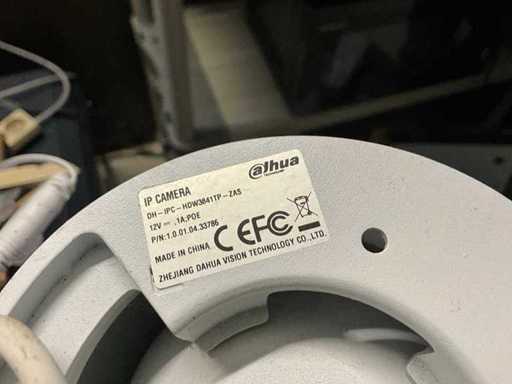 alhua
TECHNOLOGY
IP CAMERA
DH-IPC-HDW3841TP-ZAS
12V⎓,1A;POE
P/N:1.0.01.04.33786
MADE IN CHINA
CE FC
ZHEJIANG DAHUA VISION TECHNOLOGY CO.,LTD.